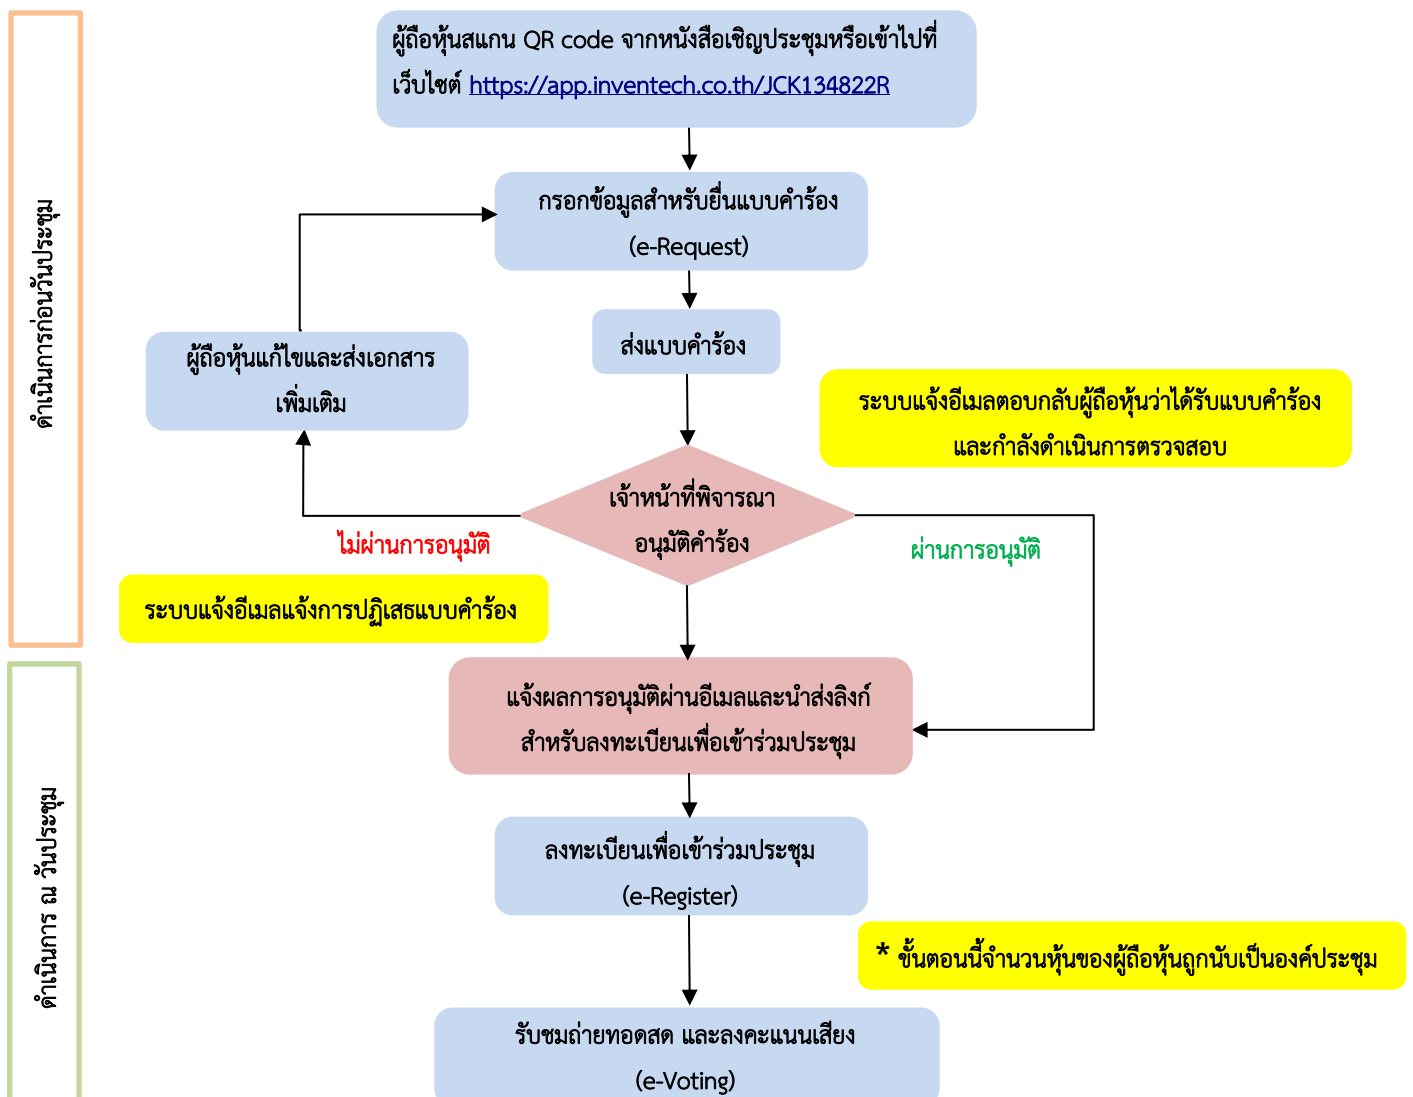 ผู้ถือหุ้นสแกน QR code จากหนังสือเชิญประชุมหรือเข้าไปที่
เว็บไซต์ https://app.inventech.co.th/JCK134822R
กรอกข้อมูลสำหรับยื่นแบบคำร้อง
(e-Request)
ส่งแบบคำร้อง
ผู้ถือหุ้นแก้ไขและส่งเอกสาร
เพิ่มเติม
ระบบแจ้งอีเมลตอบกลับผู้ถือหุ้นว่าได้รับแบบคำร้อง
และกำลังดำเนินการตรวจสอบ
เจ้าหน้าที่พิจารณา
อนุมัติคำร้อง
ไม่ผ่านการอนุมัติ
ผ่านการอนุมัติ
ระบบแจ้งอีเมลแจ้งการปฏิเสธแบบคำร้อง
ดำเนินการก่อนวันประชุม
แจ้งผลการอนุมัติผ่านอีเมลและนำส่งลิงก์
สำหรับลงทะเบียนเพื่อเข้าร่วมประชุม
ลงทะเบียนเพื่อเข้าร่วมประชุม
(e-Register)
* ขั้นตอนนี้จำนวนหุ้นของผู้ถือหุ้นถูกนับเป็นองค์ประชุม
รับชมถ่ายทอดสด และลงคะแนนเสียง
(e-Voting)
ดำเนินการ ณ วันประชุม